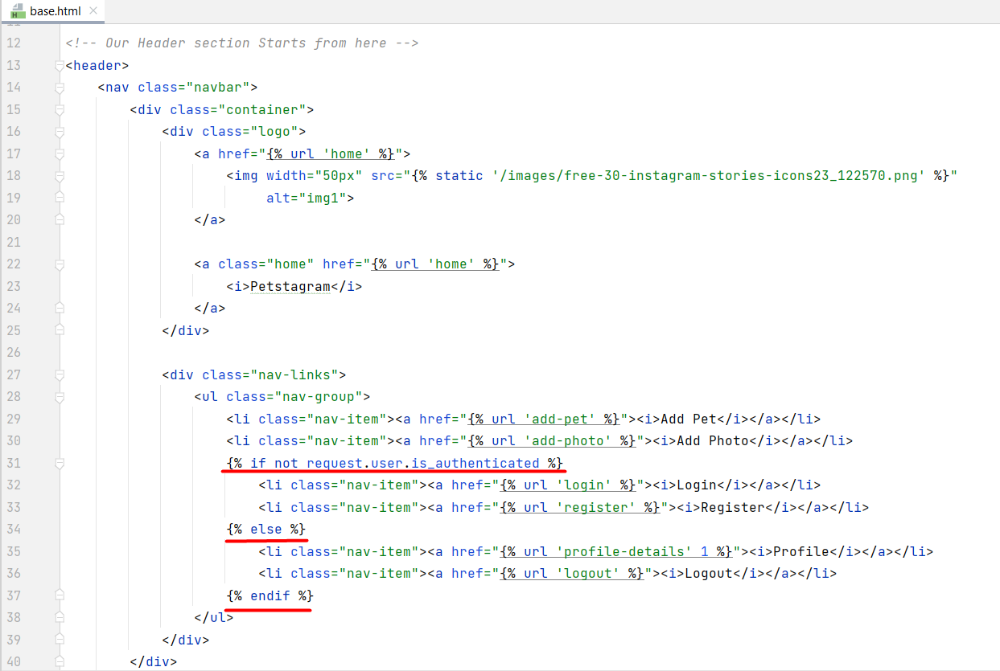 base.html
12 <!-- Our Header section Starts from here -->
13 <header>
14     <nav class="navbar">
15         <div class="container">
16             <div class="logo">
17                 <a href="{% url 'home' %}">
18                     <img width="50px" src="{% static '/images/free-30-instagram-stories-icons23_122570.png' %}"
19                          alt="img1">
20                 </a>
21
22                 <a class="home" href="{% url 'home' %}">
23                     <i>Petstagram</i>
24                 </a>
25             </div>
26
27             <div class="nav-links">
28                 <ul class="nav-group">
29                     <li class="nav-item"><a href="{% url 'add-pet' %}"><i>Add Pet</i></a></li>
30                     <li class="nav-item"><a href="{% url 'add-photo' %}"><i>Add Photo</i></a></li>
31                     {% if not request.user.is_authenticated %}
32                         <li class="nav-item"><a href="{% url 'login' %}"><i>Login</i></a></li>
33                         <li class="nav-item"><a href="{% url 'register' %}"><i>Register</i></a></li>
34                     {% else %}
35                         <li class="nav-item"><a href="{% url 'profile-details' 1 %}"><i>Profile</i></a></li>
36                         <li class="nav-item"><a href="{% url 'logout' %}"><i>Logout</i></a></li>
37                     {% endif %}
38                 </ul>
39             </div>
40         </div>